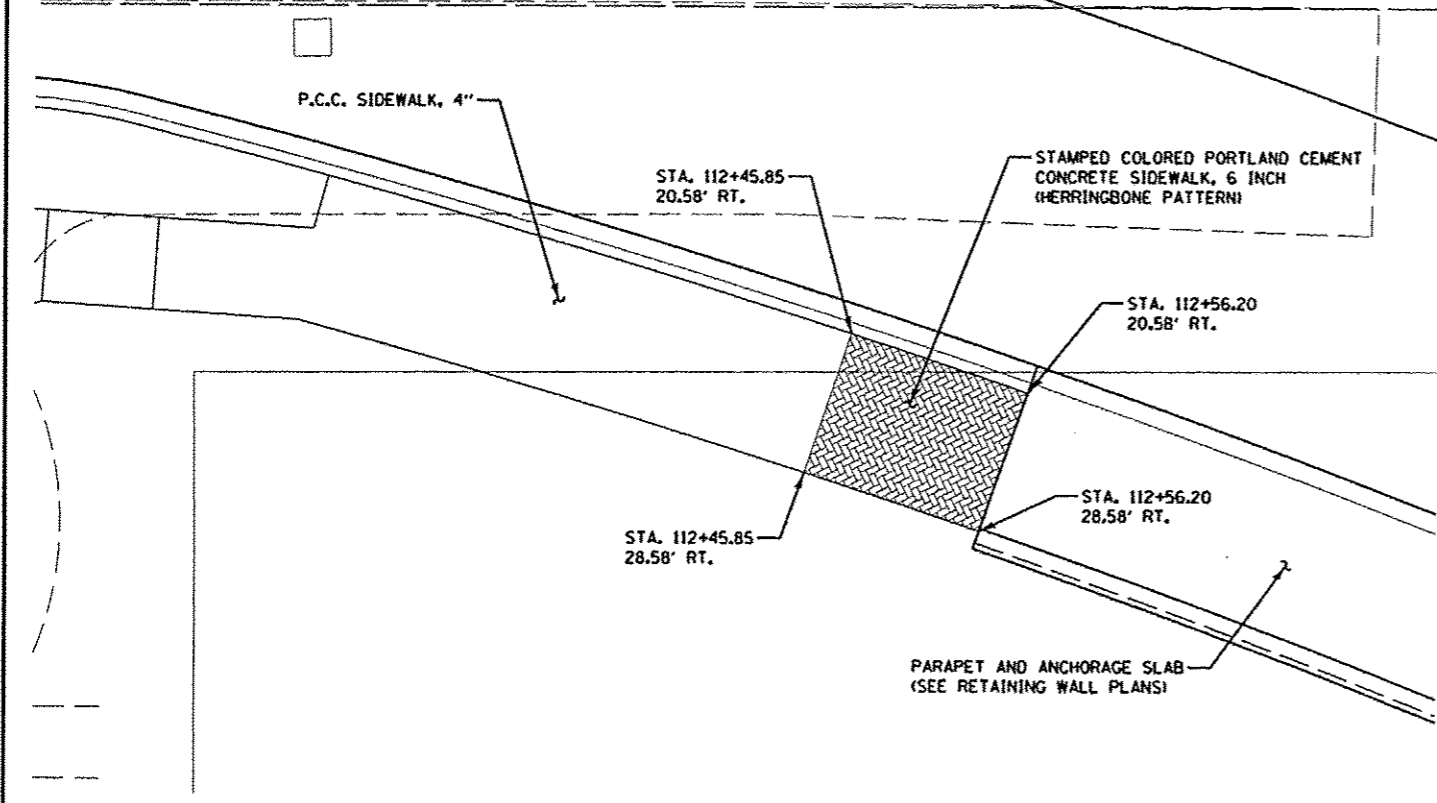 P.C.C. SIDEWALK, 4"
STA. 112+45.85
20.58' RT.
STAMPED COLORED PORTLAND CEMENT
CONCRETE SIDEWALK, 6 INCH
(HERRINGBONE PATTERN)
STA. 112+56.20
20.58' RT.
STA. 112+56.20
28.58' RT.
STA. 112+45.85
28.58' RT.
PARAPET AND ANCHORAGE SLAB
(SEE RETAINING WALL PLANS)